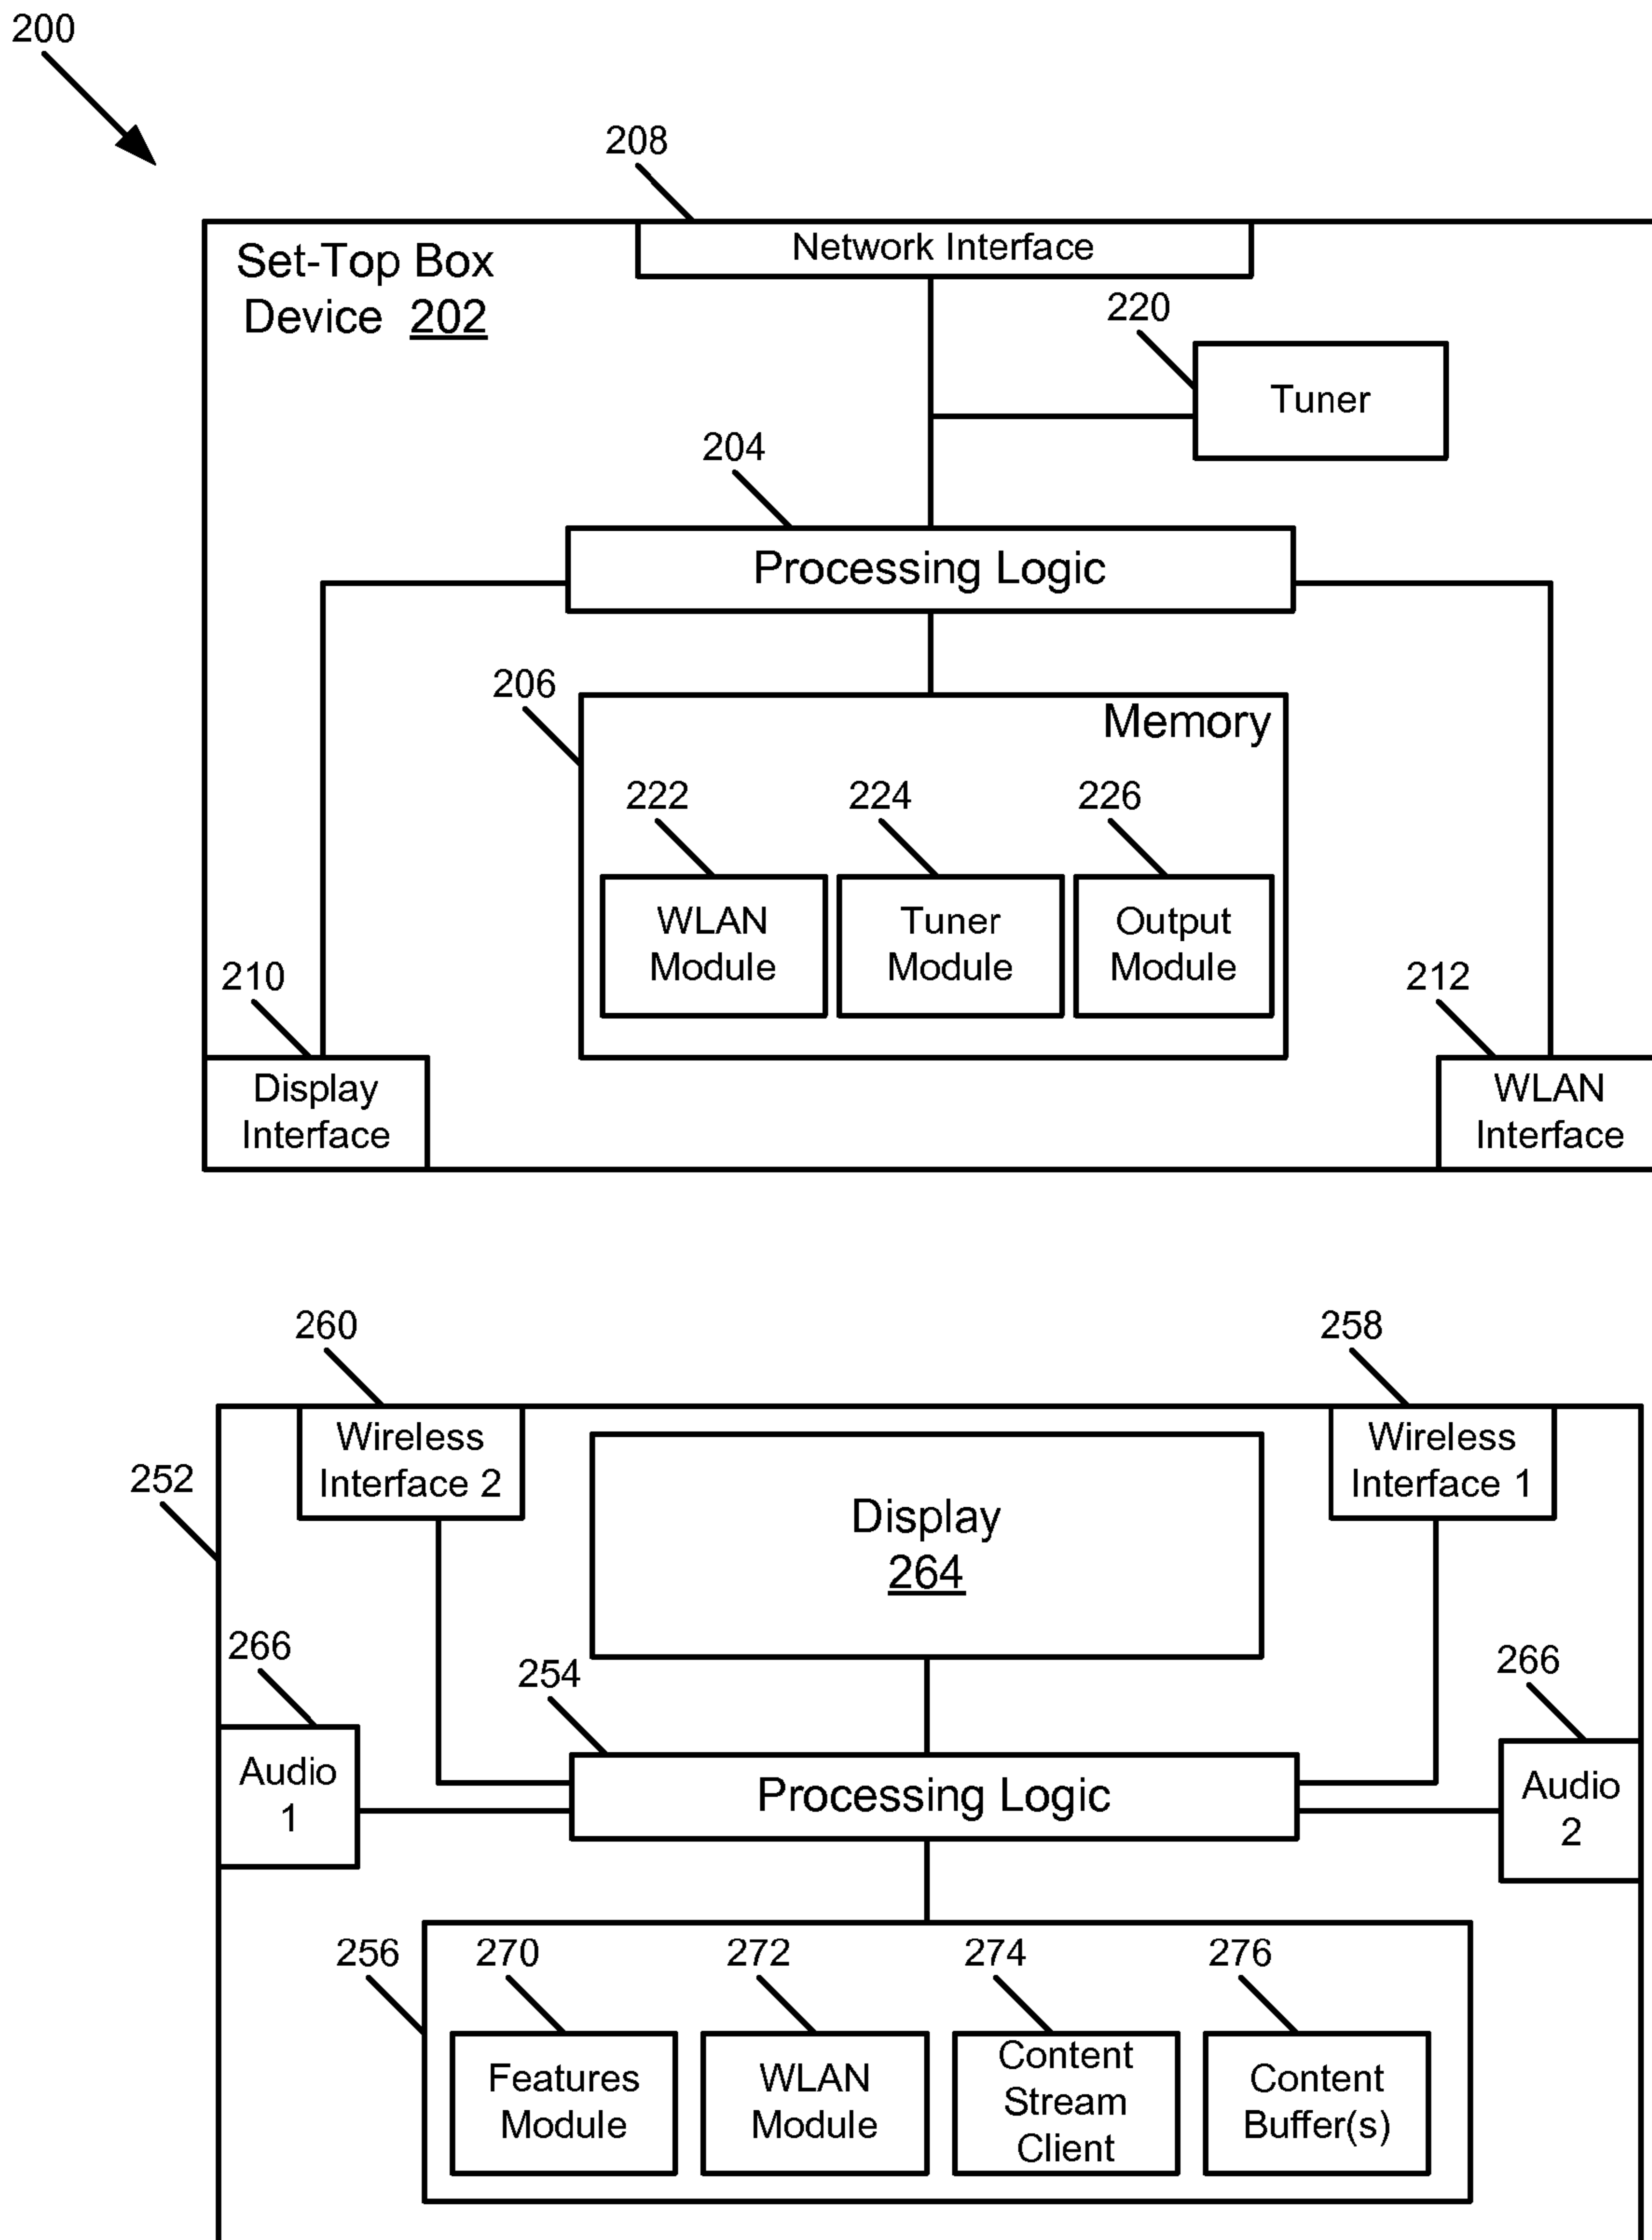 200
208
Network Interface
Set-Top Box
Device 202
220
Tuner
204
Processing Logic
206
Memory
222
224
226
WLAN
Module
Tuner
Module
Output
Module
210
212
Display
Interface
WLAN
Interface
260
258
Wireless
Interface 2
Wireless
Interface 1
252
Display
264
266
254
266
Audio
1
Processing Logic
Audio
2
256
270
272
274
276
Features
Module
WLAN
Module
Content
Stream
Client
Content
Buffer(s)